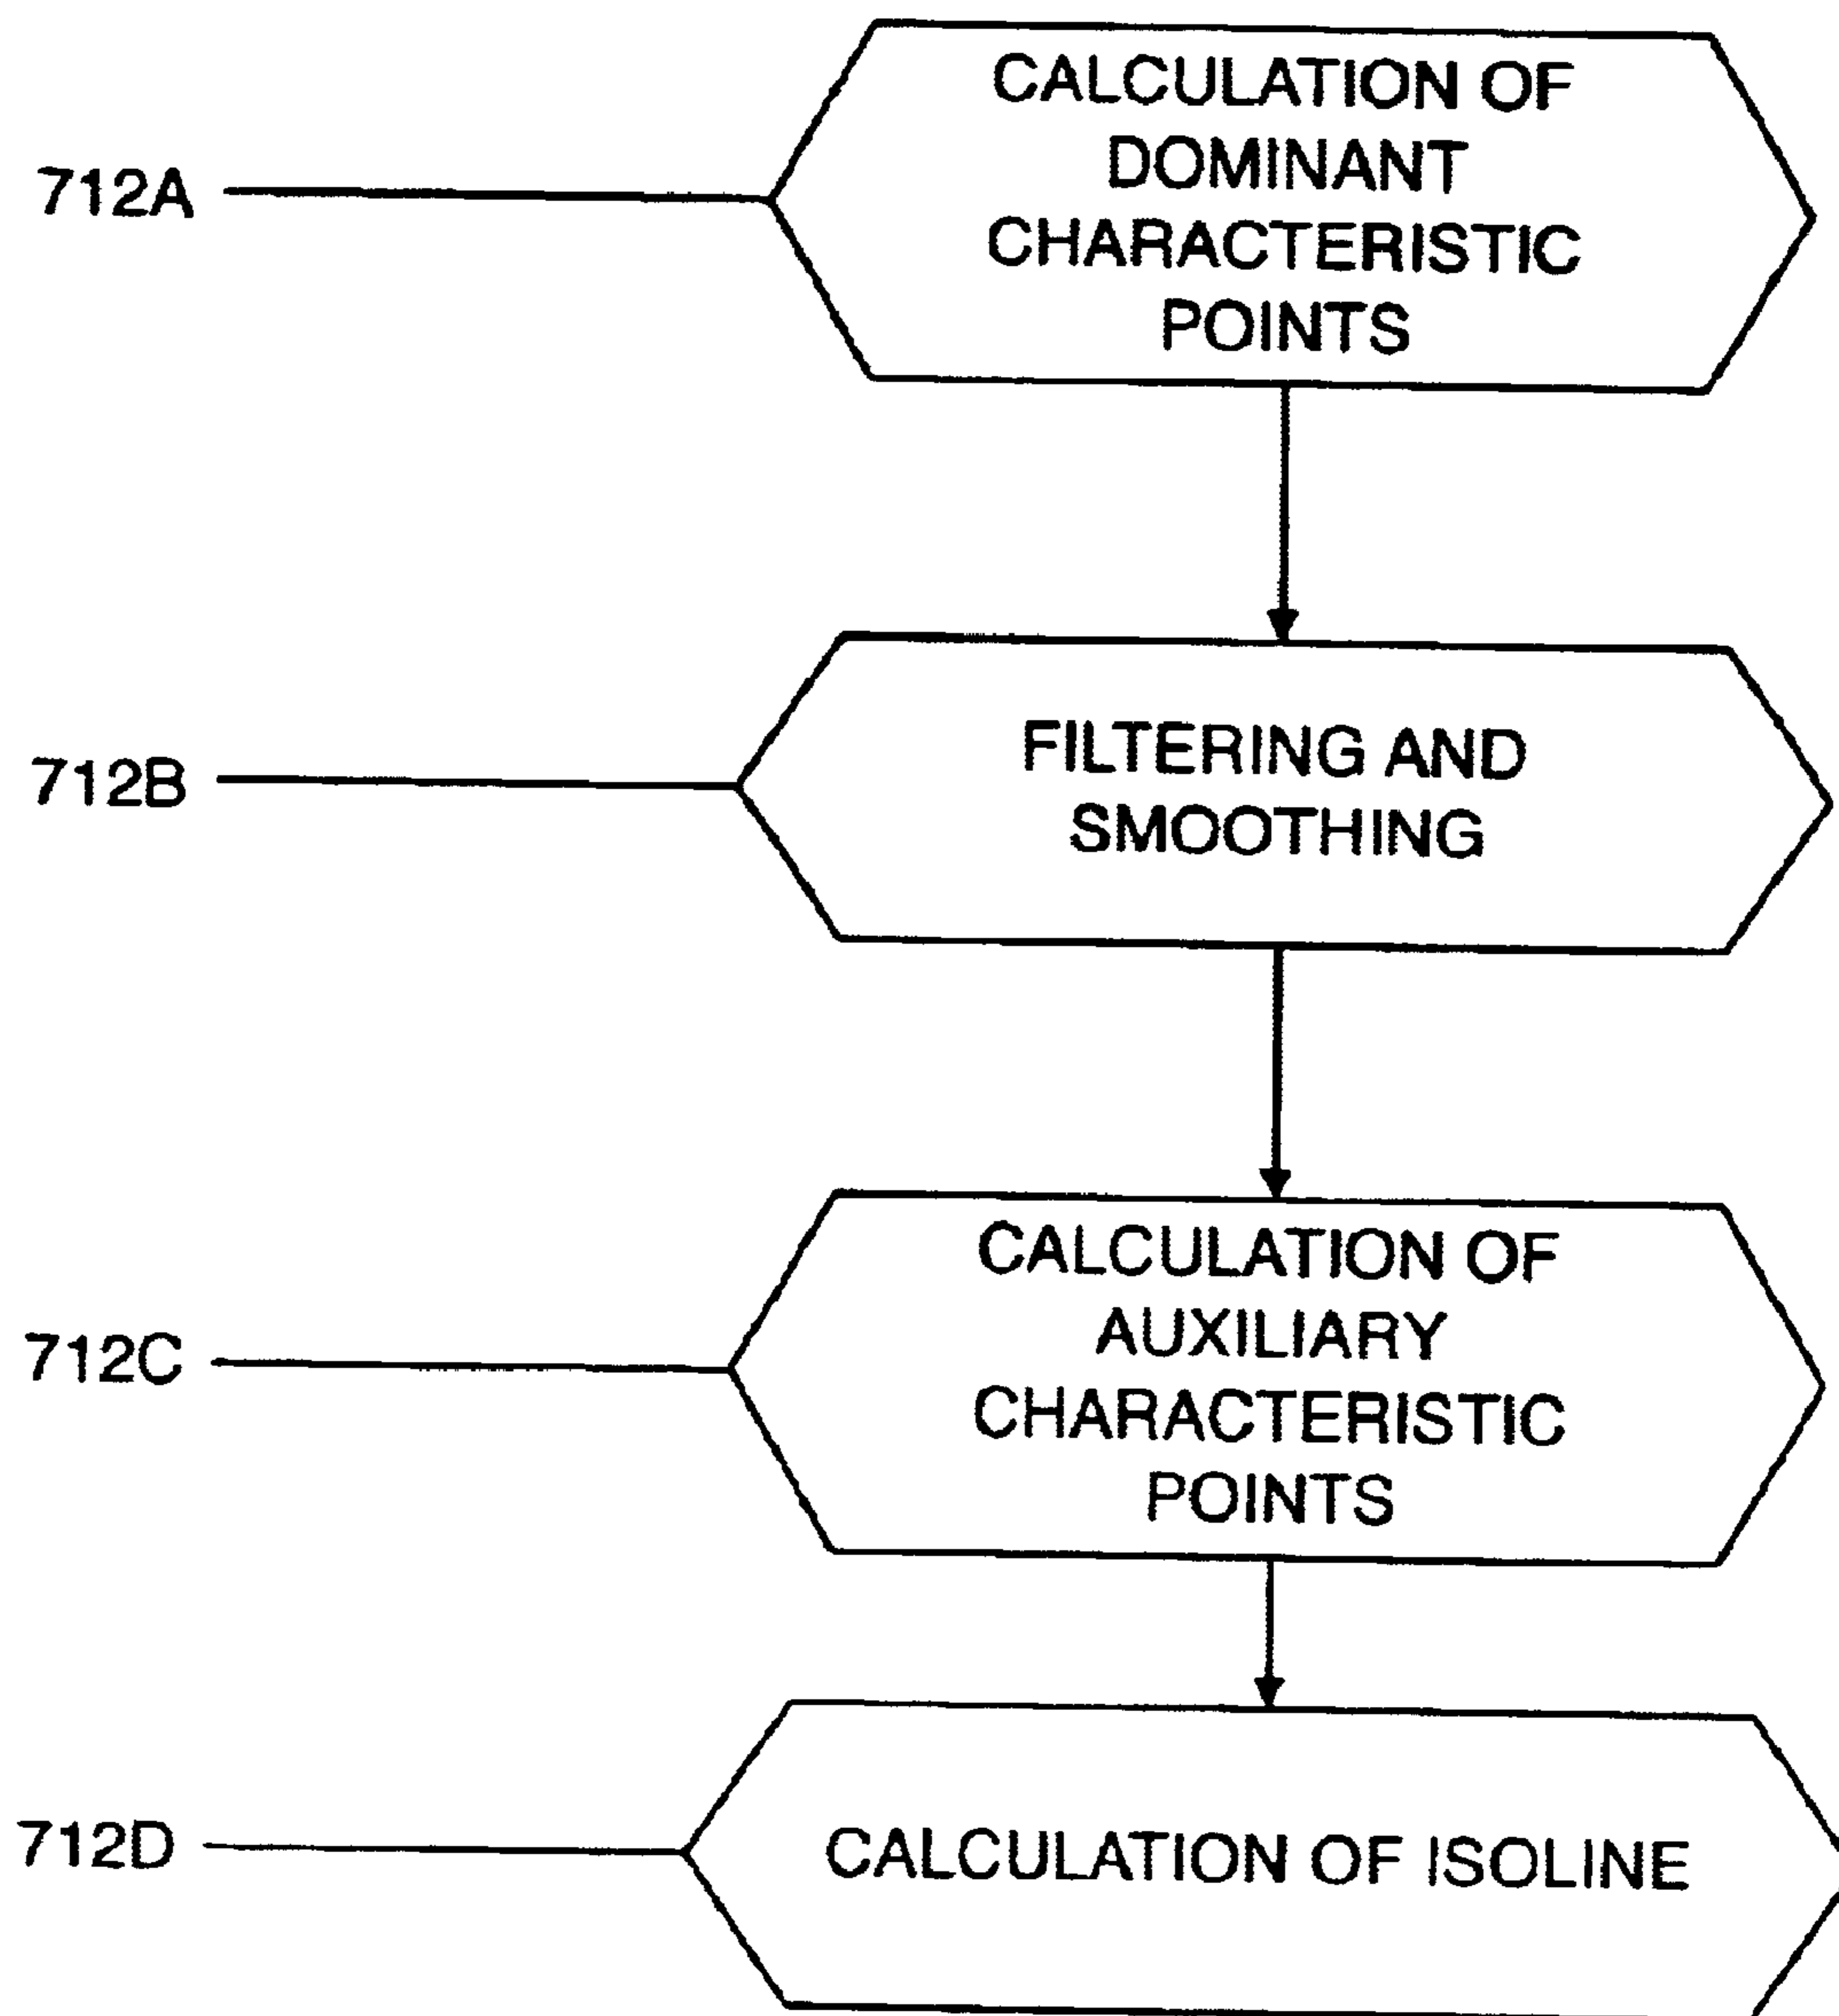 712A
CALCULATION OF
DOMINANT
CHARACTERISTIC
POINTS
712B
FILTERING AND
SMOOTHING
712C
CALCULATION OF
AUXILIARY
CHARACTERISTIC
POINTS
712D
CALCULATION OF ISOLINE